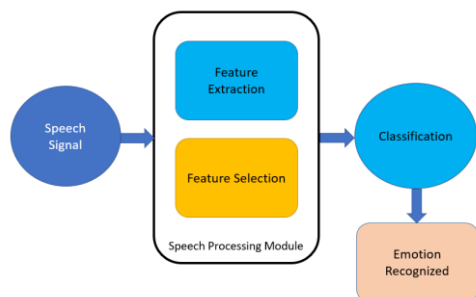 Speech
Signal
Feature
Extraction
Feature Selection
Speech Processing Module
Classification
Emotion
Recognized